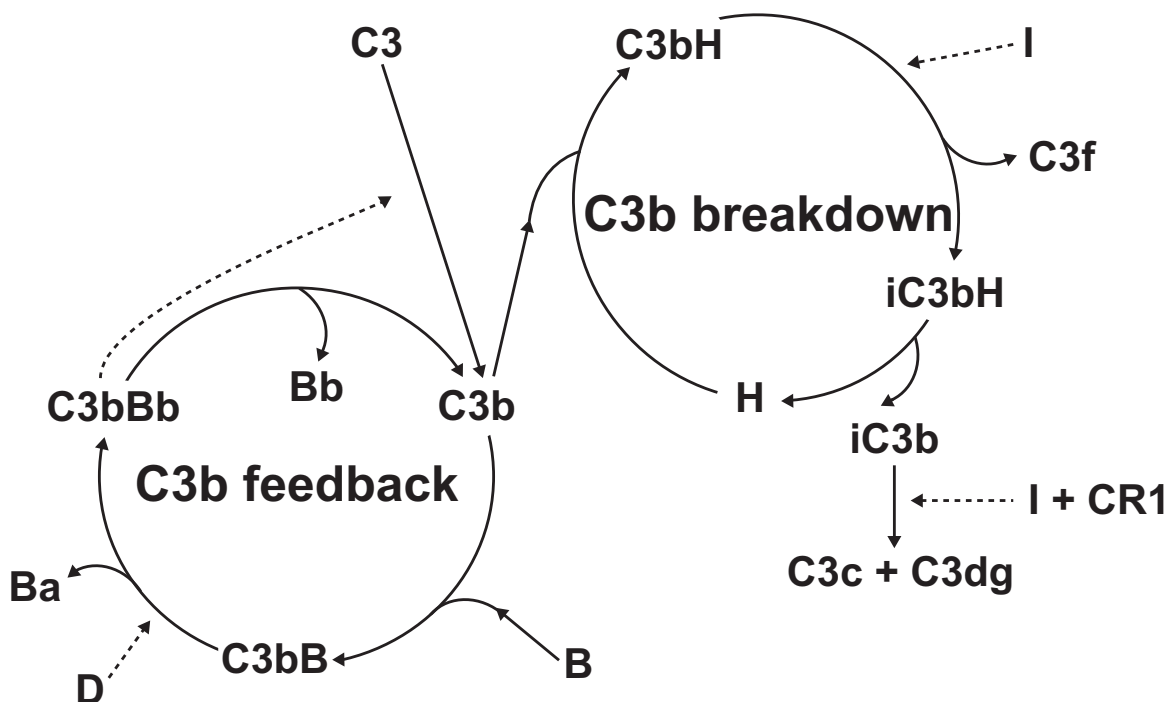 C3
C3bH
I
C3f
C3b breakdown
iC3bH
Bb
C3bBb
C3b
H
iC3b
C3b feedback
I + CR1
C3c + C3dg
Ba
C3bB
B
D